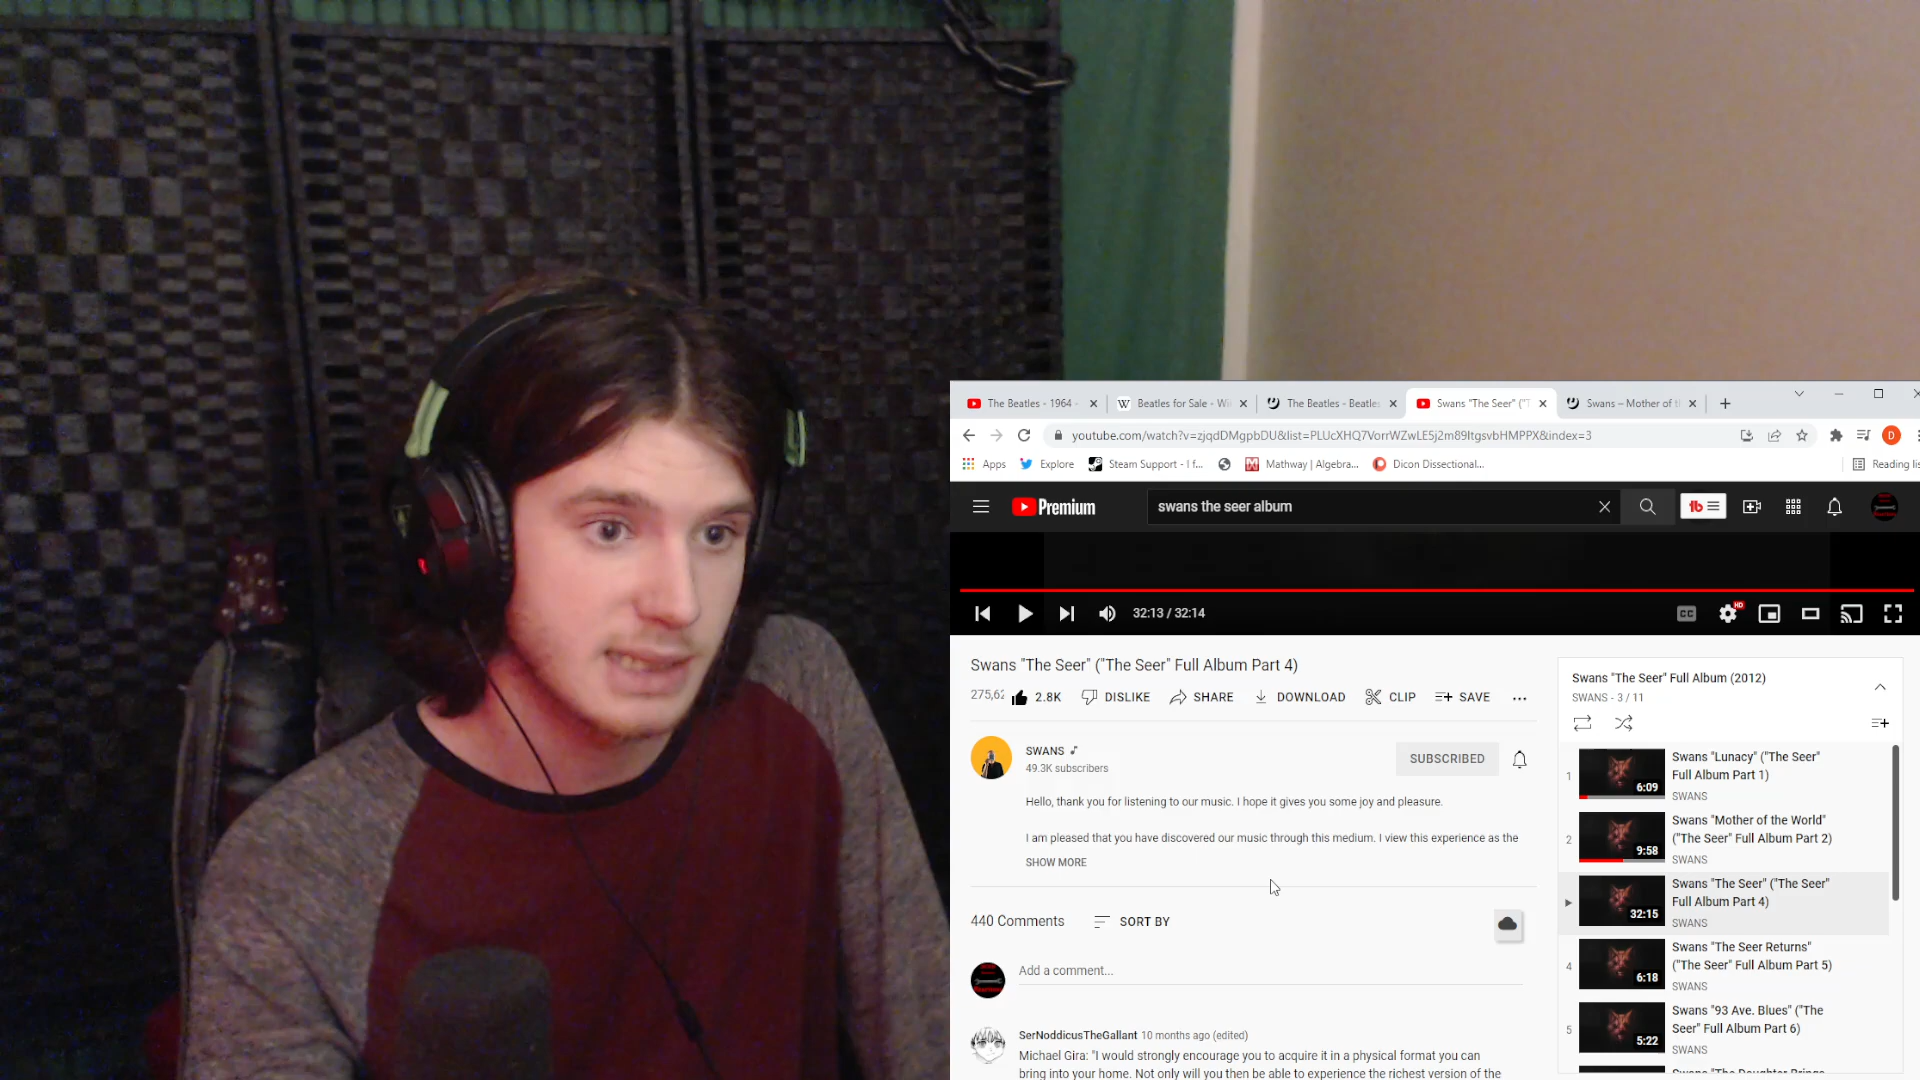 The Beatles - 1964 -
Beatles for Sale - Wi
The Beatles - Beatle
Swans "The Seer" ("T
Swans – Mother of t
youtube.com/watch?v=zjqdDMgpbDU&list=PLUcXHQ7VorrWZwLE5j2m89ItgsvbHMPPX&index=3
D
Apps
Explore
Steam Support - I f...
Mathway | Algebra...
Dicon Dissectional...
Reading lis
Premium
swans the seer album
tb
32:13 / 32:14
CC
HD
Swans "The Seer" ("The Seer" Full Album Part 4)
275,62
2.8K
DISLIKE
SHARE
DOWNLOAD
CLIP
SAVE
SWANS
49.3K subscribers
SUBSCRIBED
Hello, thank you for listening to our music. I hope it gives you some joy and pleasure.
I am pleased that you have discovered our music through this medium. I view this experience as the
SHOW MORE
440 Comments
SORT BY
Add a comment...
SerNoddicusTheGallant 10 months ago (edited)
Michael Gira: "I would strongly encourage you to acquire it in a physical format you can
bring into your home. Not only will you then be able to experience the richest version of the
Swans "The Seer" Full Album (2012)
SWANS - 3 / 11
1
6:09
Swans "Lunacy" ("The Seer"
Full Album Part 1)
SWANS
2
9:58
Swans "Mother of the World"
("The Seer" Full Album Part 2)
SWANS
32:15
Swans "The Seer" ("The Seer"
Full Album Part 4)
SWANS
4
6:18
Swans "The Seer Returns"
("The Seer" Full Album Part 5)
SWANS
5
5:22
Swans "93 Ave. Blues" ("The
Seer" Full Album Part 6)
SWANS